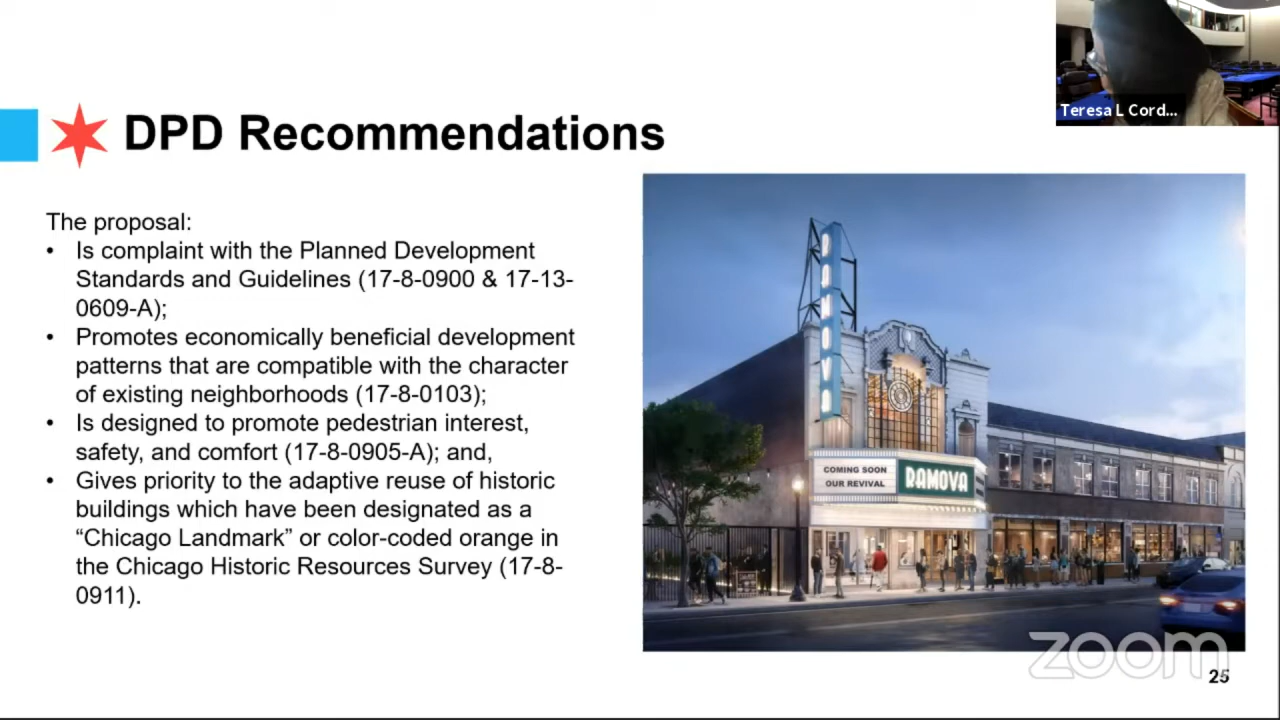 Teresa L Cord...
DPD Recommendations
The proposal:
• Is complaint with the Planned Development
Standards and Guidelines (17-8-0900 & 17-13-
0609-A);
• Promotes economically beneficial development
patterns that are compatible with the character
of existing neighborhoods (17-8-0103);
• Is designed to promote pedestrian interest,
safety, and comfort (17-8-0905-A); and,
• Gives priority to the adaptive reuse of historic
buildings which have been designated as a
“Chicago Landmark” or color-coded orange in
the Chicago Historic Resources Survey (17-8-
0911).
RAMOVA
COMING SOON
OUR REVIVAL
RAMOVA
zoom
25